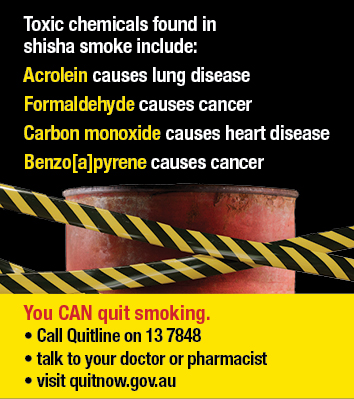 Toxic chemicals found in
shisha smoke include:
Acrolein causes lung disease
Formaldehyde causes cancer
Carbon monoxide causes heart disease
Benzo[a]pyrene causes cancer
You CAN quit smoking.
• Call Quitline on 13 7848
• talk to your doctor or pharmacist
• visit quitnow.gov.au